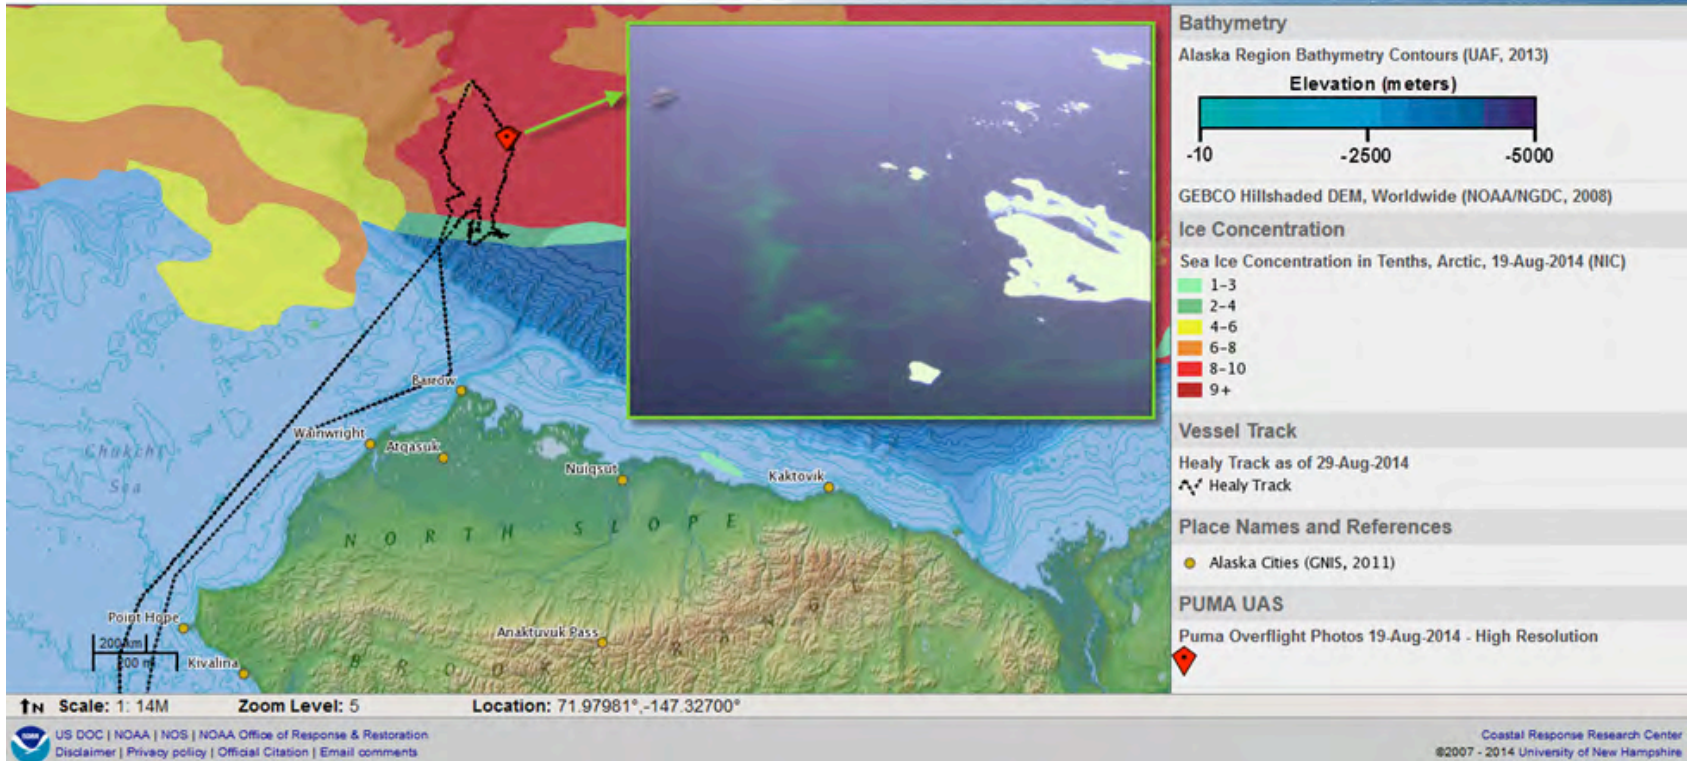 Bathymetry
Alaska Region Bathymetry Contours (UAF, 2013)
Elevation (meters)
-10 -2500 -5000
GEBCO Hillshaded DEM, Worldwide (NOAA/NGDC, 2008)
Ice Concentration
Sea Ice Concentration in Tenths, Arctic, 19-Aug-2014 (NIC)
1-3
2-4
4-6
6-8
8-10
9+
Vessel Track
Healy Track as of 29-Aug-2014
Healy Track
Place Names and References
Alaska Cities (GNIS, 2011)
PUMA UAS
Puma Overflight Photos 19-Aug-2014 - High Resolution
Barrow
Wainwright
Atqasuk
Chukchi
Sea
Nuiqsut
Kaktovik
NORTH SLOPE
Point Hope
200 km
200 m
Kivalina
Anaktuvuk Pass
BROOKS RANGE
N Scale: 1: 14M Zoom Level: 5 Location: 71.97981°,-147.32700°
NOAA
US DOC | NOAA | NOS | NOAA Office of Response & Restoration
Disclaimer | Privacy policy | Official Citation | Email comments
Coastal Response Research Center
©2007 - 2014 University of New Hampshire